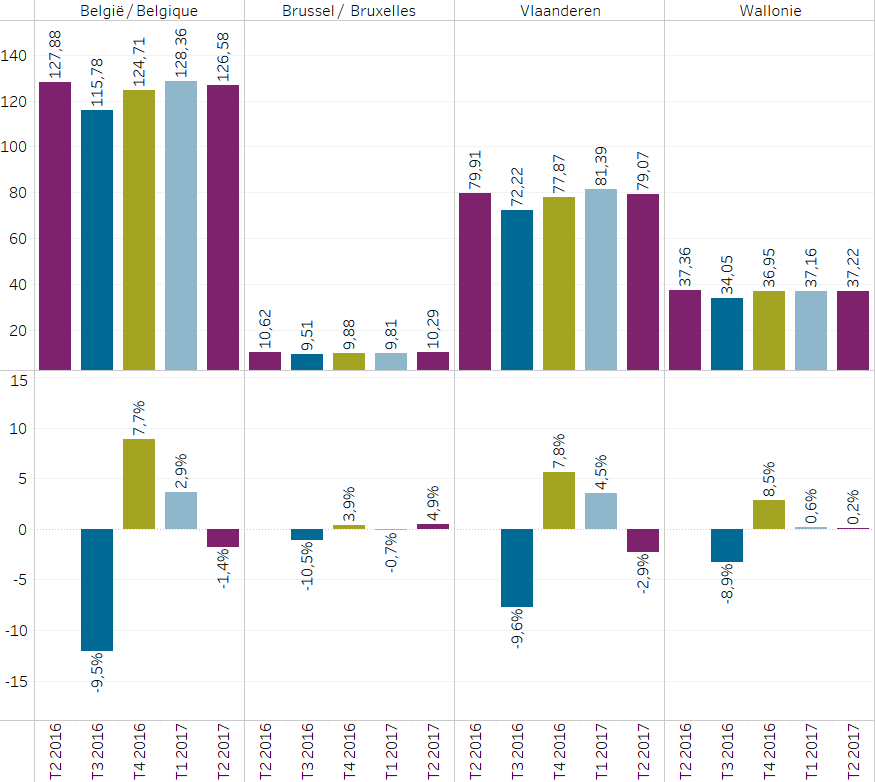 België / Belgique
Brussel / Bruxelles
Vlaanderen
Wallonie
140
120
100
80
60
40
20
127,88
115,78
124,71
128,36
126,58
10,62
9,51
9,88
9,81
10,29
79,91
72,22
77,87
81,39
79,07
37,36
34,05
36,95
37,16
37,22
15
10
5
0
-5
-10
-15
-9,5%
7,7%
2,9%
-1,4%
-10,5%
3,9%
-0,7%
4,9%
-9,6%
7,8%
4,5%
-2,9%
-8,9%
8,5%
0,6%
0,2%
T2 2016
T3 2016
T4 2016
T1 2017
T2 2017
T2 2016
T3 2016
T4 2016
T1 2017
T2 2017
T2 2016
T3 2016
T4 2016
T1 2017
T2 2017
T2 2016
T3 2016
T4 2016
T1 2017
T2 2017